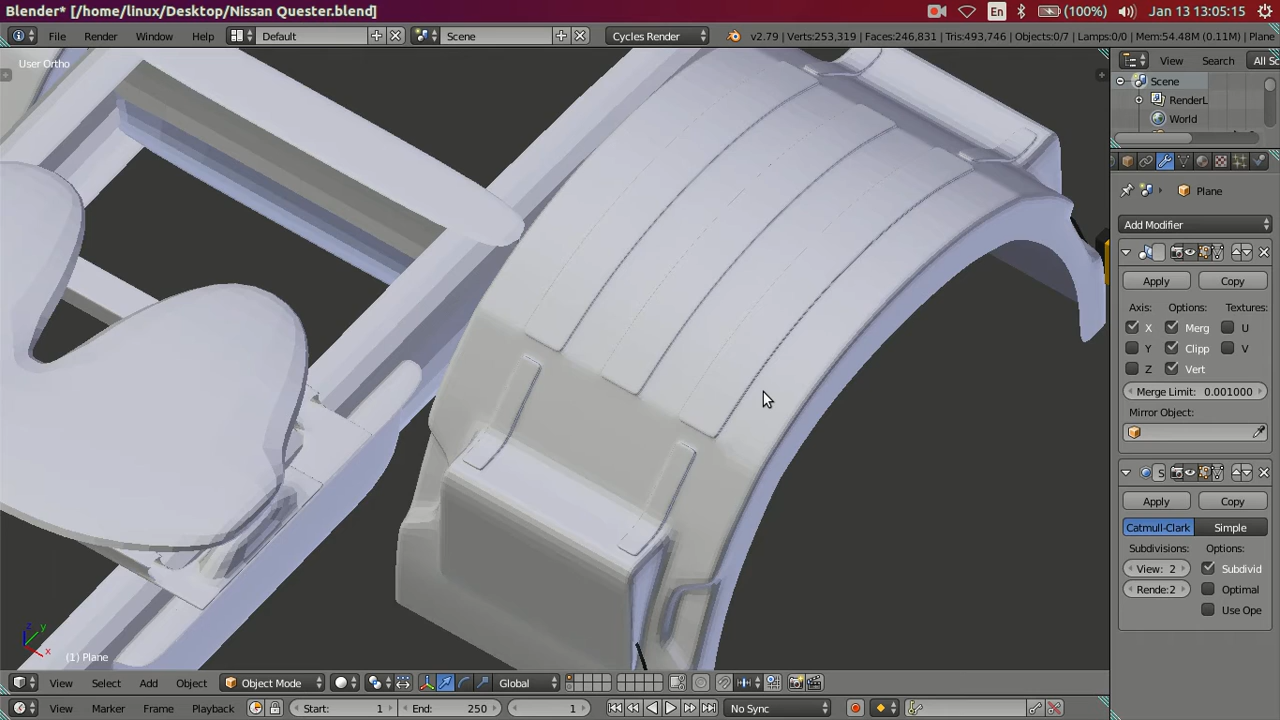 Blender* [/home/linux/Desktop/Nissan Quester.blend]
En (100%) Jan 13 13:05:15
File Render Window Help Default Scene Cycles Render v2.79 | Verts:253,319 | Faces:246,831 | Tris:493,746 | Objects:0/7 | Lamps:0/0 | Mem:54.48M (0.11M) | Plane
User Ortho
View Search All Sc
Scene
RenderL
World
Plane
Add Modifier
Apply Copy
Axis: Options: Textures:
X Merg U
Y Clipp V
Z Vert
Merge Limit: 0.001000
Mirror Object:
S
Apply Copy
Catmull-Clark Simple
Subdivisions: Options:
View: 2 Subdivid
Rende:2 Optimal
Use Ope
z y x
(1) Plane
View Select Add Object Object Mode Global
View Marker Frame Playback Start: 1 End: 250 1 No Sync